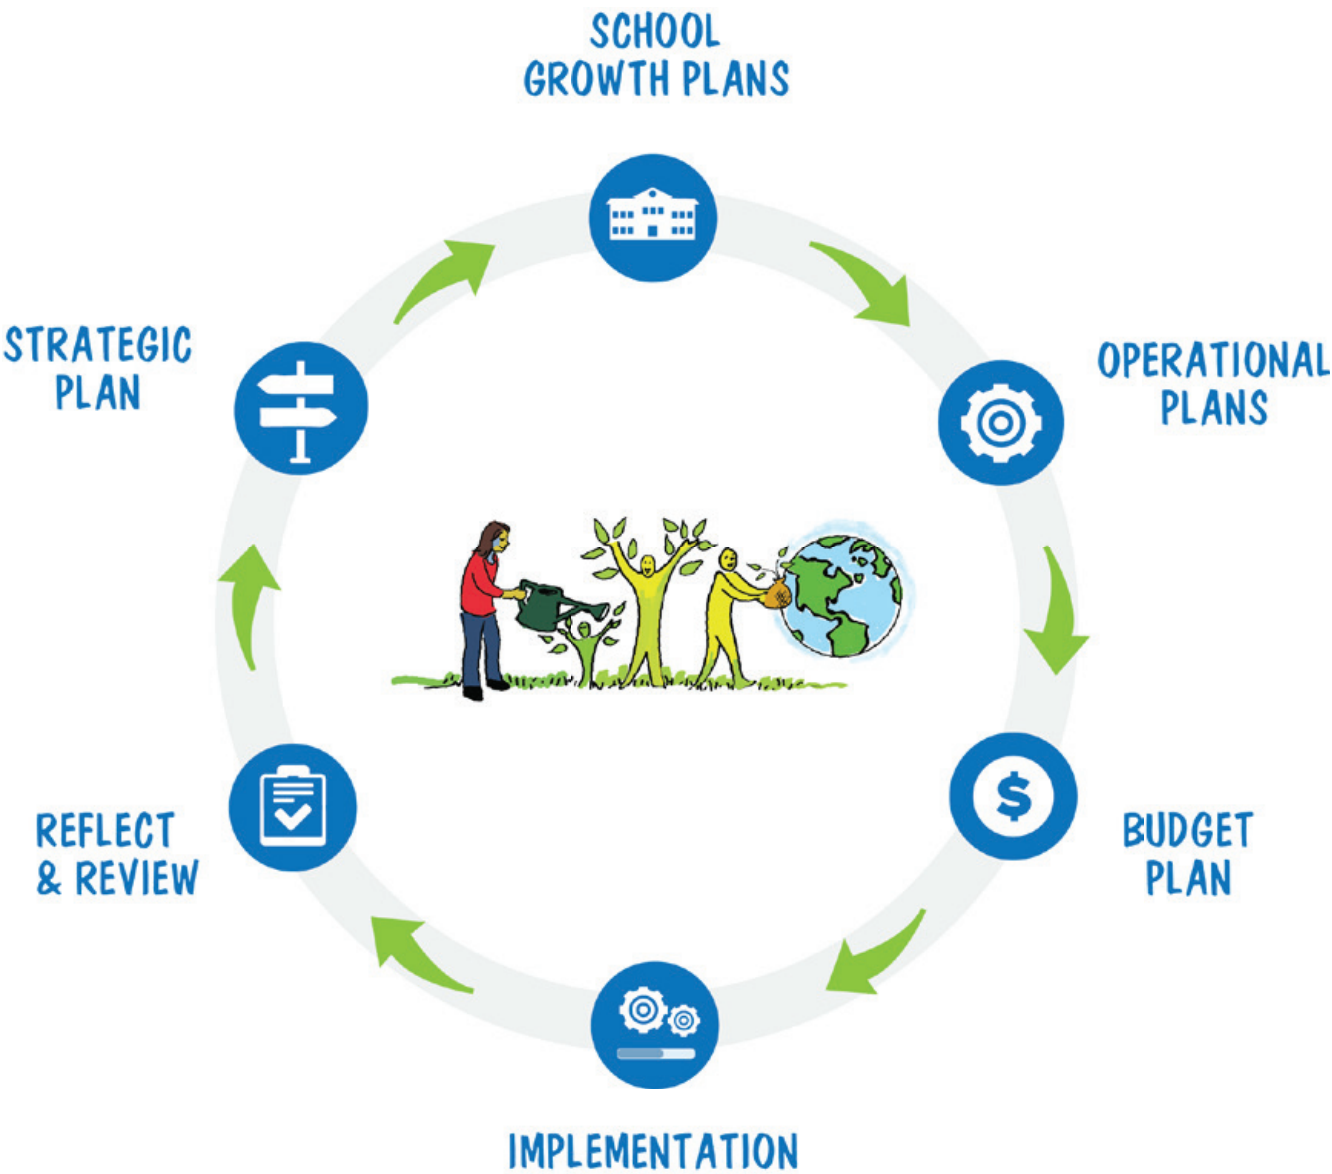 SCHOOL
GROWTH PLANS
STRATEGIC
PLAN
OPERATIONAL
PLANS
$
REFLECT
& REVIEW
BUDGET
PLAN
IMPLEMENTATION